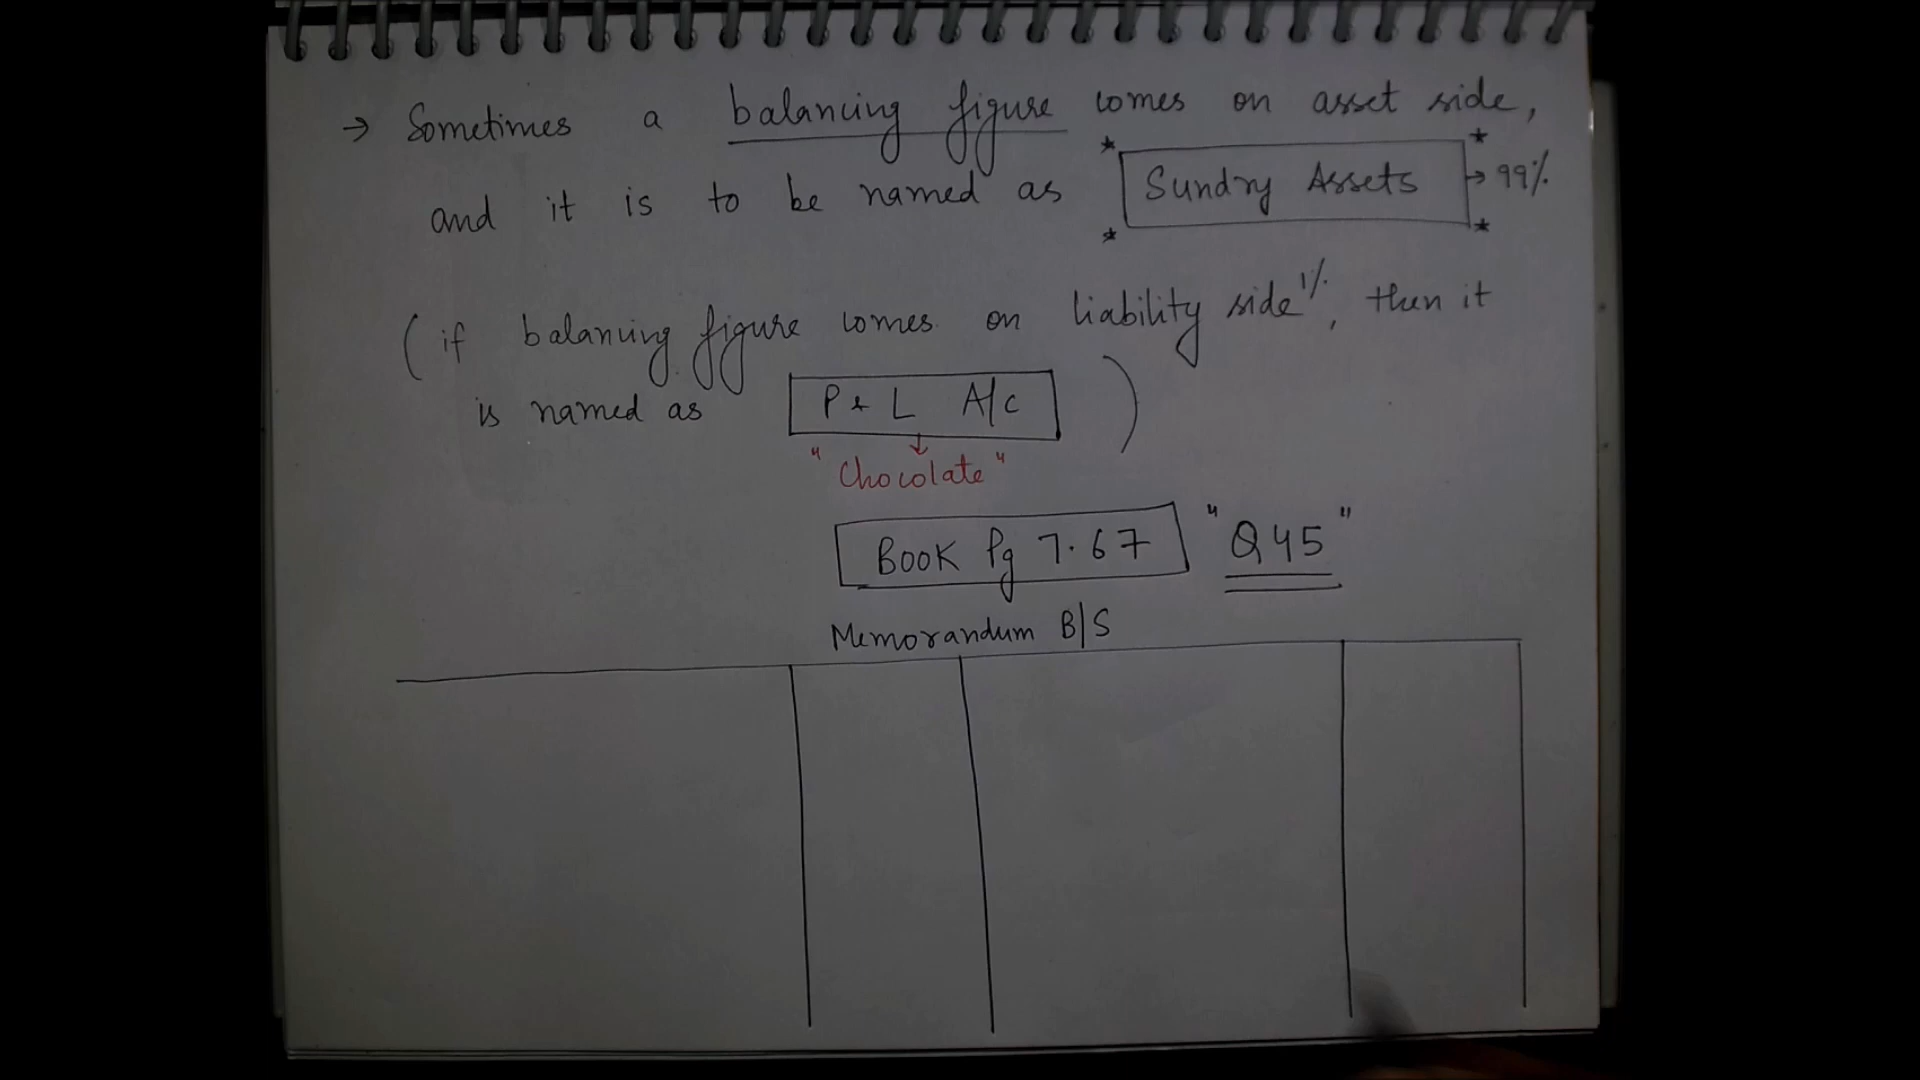 → Sometimes a balancing figure comes on asset side,
and it is to be named as Sundry Assets → 99%
(if balancing figure comes on liability side 1%, then it
is named as P & L A/c )
"Chocolate"
Book Pg 7.67 "Q45"
Memorandum B/S